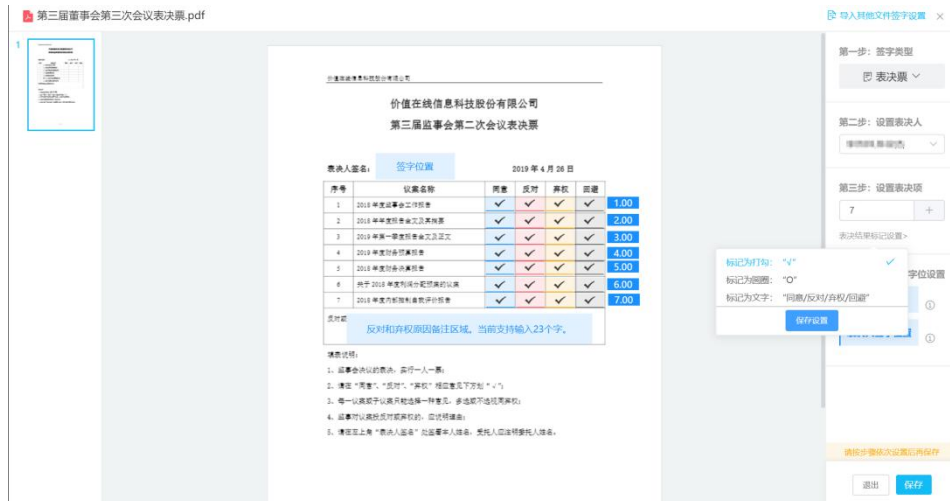 第三届董事会第三次会议表决票.pdf
导入其他文件签字设置 ×
1
价值在线信息科技股份有限公司
价值在线信息科技股份有限公司
第三届监事会第二次会议表决票
表决人签名： 签字位置 2019 年 4 月 26 日
序号 议案名称 同意 反对 弃权 回避
1 2018 年度监事会工作报告 ✓ ✓ ✓ ✓ 1.00
2 2018 年年度报告全文及其摘要 ✓ ✓ ✓ ✓ 2.00
3 2019 年第一季度报告全文及正文 ✓ ✓ ✓ ✓ 3.00
4 2019 年度财务预算报告 ✓ ✓ ✓ ✓ 4.00
5 2018 年度财务决算报告 ✓ ✓ ✓ ✓ 5.00
6 关于 2018 年度利润分配预案的议案 ✓ ✓ ✓ ✓ 6.00
7 2018 年度内部控制自我评价报告 ✓ ✓ ✓ ✓ 7.00
反对或
反对和弃权原因备注区域。当前支持输入23个字。
填表说明：
1、监事会决议的表决，实行一人一票；
2、请在“同意”、“反对”、“弃权”相应意见下方划“√”；
3、每一议案或子议案只能选择一种意见，多选或不选视同弃权；
4、监事对议案投反对或弃权的，应说明理由；
5、请在左上角“表决人签名”处签署本人姓名，受托人应注明委托人姓名。
第一步：签字类型
表决票
第二步：设置表决人
第三步：设置表决项
7 +
表决结果标记设置>
标记为打勾： “√” ✓
标记为圈圈： “O”
标记为文字： “同意/反对/弃权/回避”
保存设置
字位设置
请按步骤依次设置后再保存
退出 保存